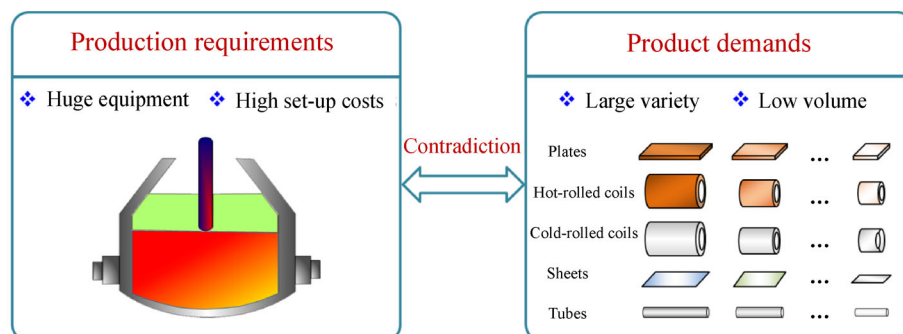 Production requirements
❖ Huge equipment ❖ High set-up costs
Contradiction
Product demands
❖ Large variety ❖ Low volume
Plates ...
Hot-rolled coils ...
Cold-rolled coils ...
Sheets ...
Tubes ...